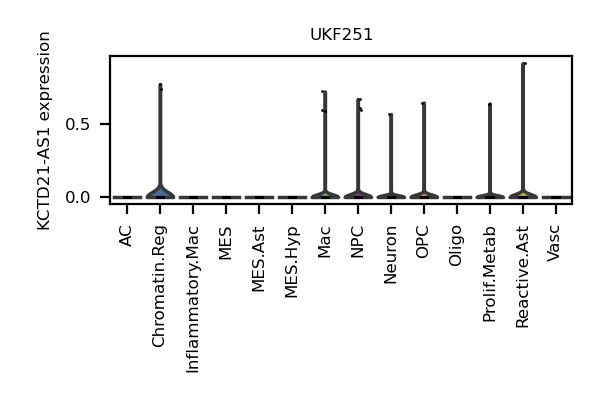 UKF251
KCTD21-AS1 expression
0.5
0.0
AC
Chromatin.Reg
Inflammatory.Mac
MES
MES.Ast
MES.Hyp
Mac
NPC
Neuron
OPC
Oligo
Prolif.Metab
Reactive.Ast
Vasc